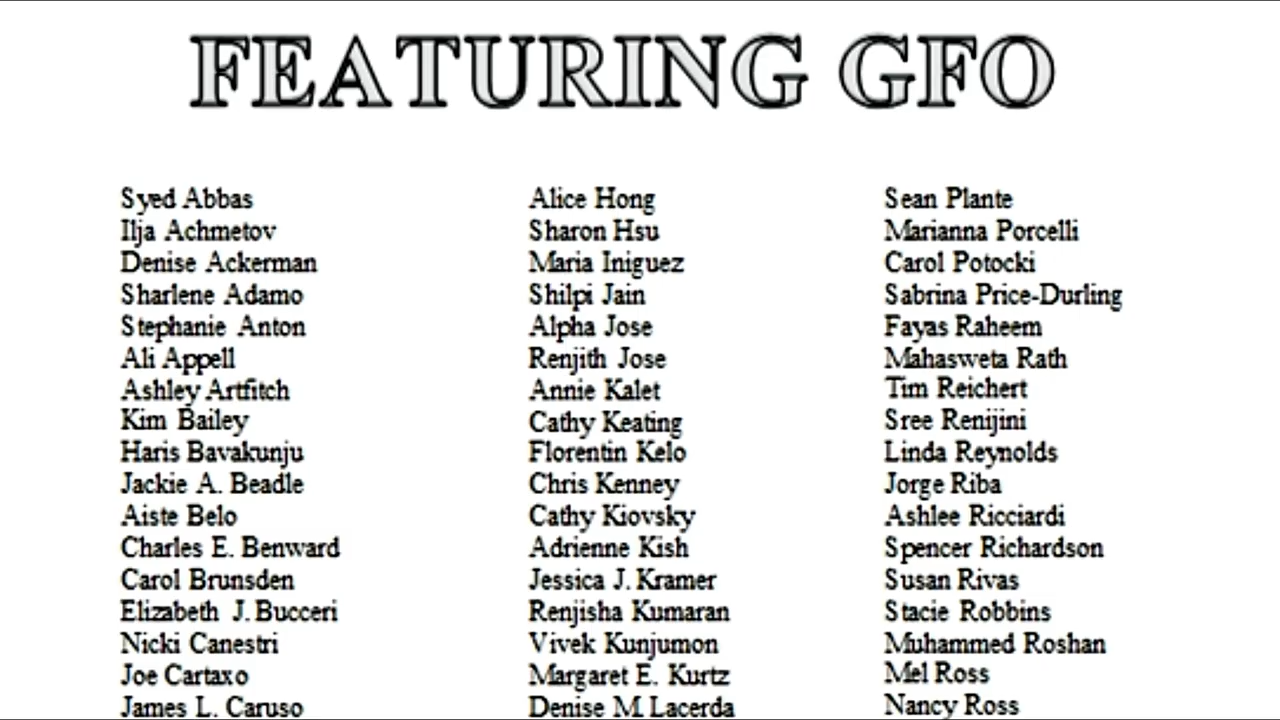 FEATURING GFO
Syed Abbas
Ilja Achmetov
Denise Ackerman
Sharlene Adamo
Stephanie Anton
Ali Appell
Ashley Artfitch
Kim Bailey
Haris Bavakunju
Jackie A. Beadle
Aiste Belo
Charles E. Benward
Carol Brunsden
Elizabeth J. Bucceri
Nicki Canestri
Joe Cartaxo
James L. Caruso
Alice Hong
Sharon Hsu
Maria Iniguez
Shilpi Jain
Alpha Jose
Renjith Jose
Annie Kalet
Cathy Keating
Florentin Kelo
Chris Kenney
Cathy Kiovsky
Adrienne Kish
Jessica J. Kramer
Renjisha Kumaran
Vivek Kunjumon
Margaret E. Kurtz
Denise M. Lacerda
Sean Plante
Marianna Porcelli
Carol Potocki
Sabrina Price-Durling
Fayas Raheem
Mahasweta Rath
Tim Reichert
Sree Renijini
Linda Reynolds
Jorge Riba
Ashlee Ricciardi
Spencer Richardson
Susan Rivas
Stacie Robbins
Muhammed Roshan
Mel Ross
Nancy Ross